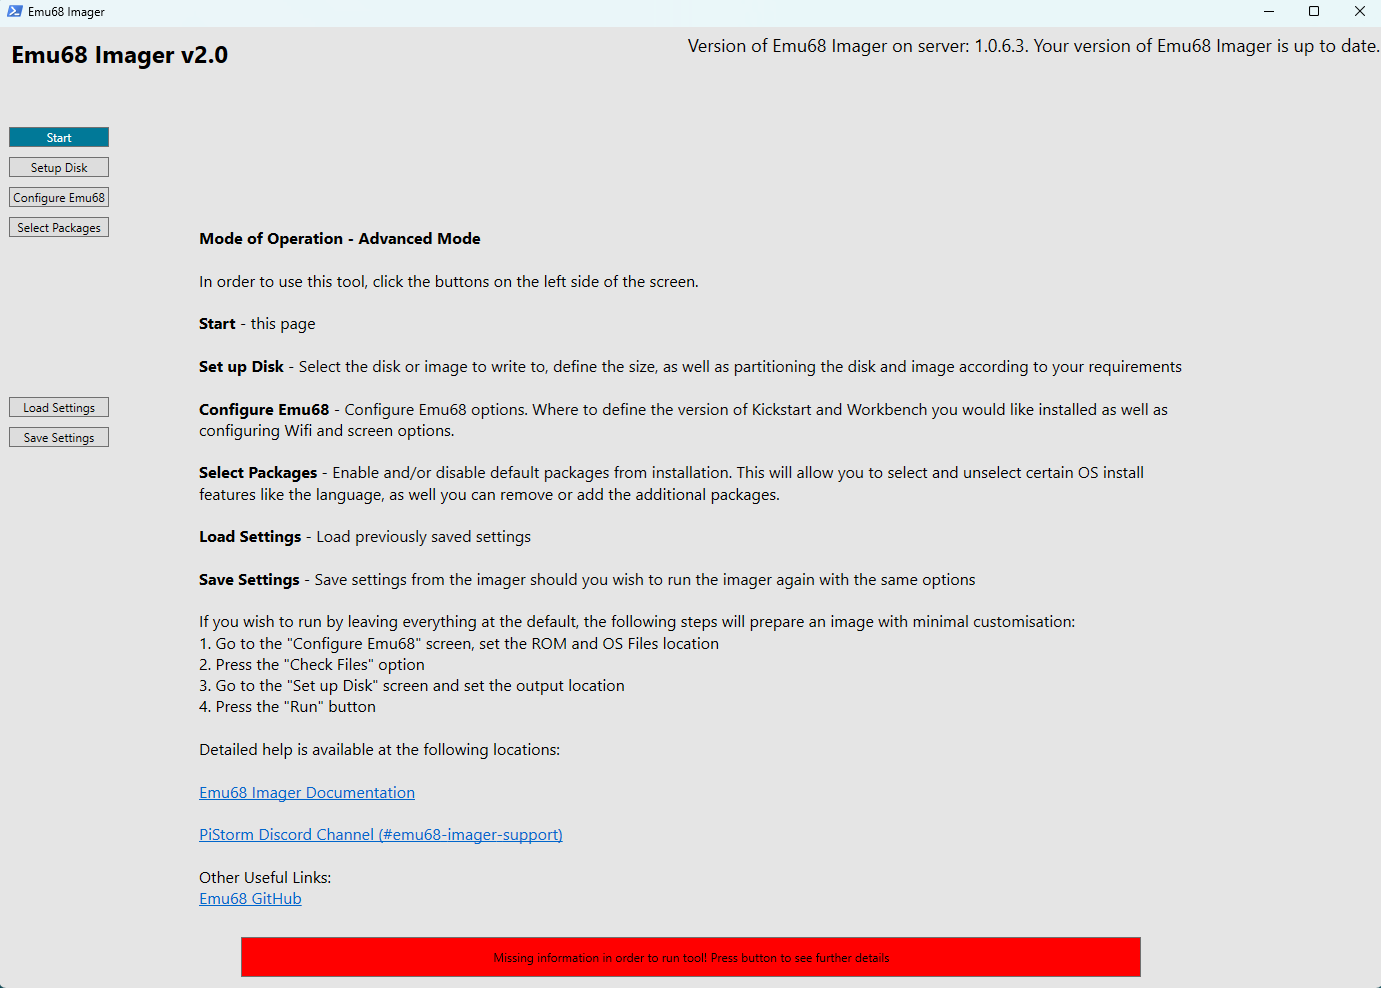 Emu68 Imager
Emu68 Imager v2.0
Version of Emu68 Imager on server: 1.0.6.3. Your version of Emu68 Imager is up to date.
Start
Setup Disk
Configure Emu68
Select Packages
Load Settings
Save Settings
Mode of Operation - Advanced Mode
In order to use this tool, click the buttons on the left side of the screen.
Start - this page
Set up Disk - Select the disk or image to write to, define the size, as well as partitioning the disk and image according to your requirements
Configure Emu68 - Configure Emu68 options. Where to define the version of Kickstart and Workbench you would like installed as well as
configuring Wifi and screen options.
Select Packages - Enable and/or disable default packages from installation. This will allow you to select and unselect certain OS install
features like the language, as well you can remove or add the additional packages.
Load Settings - Load previously saved settings
Save Settings - Save settings from the imager should you wish to run the imager again with the same options
If you wish to run by leaving everything at the default, the following steps will prepare an image with minimal customisation:
1. Go to the "Configure Emu68" screen, set the ROM and OS Files location
2. Press the "Check Files" option
3. Go to the "Set up Disk" screen and set the output location
4. Press the "Run" button
Detailed help is available at the following locations:
Emu68 Imager Documentation
PiStorm Discord Channel (#emu68-imager-support)
Other Useful Links:
Emu68 GitHub
Missing information in order to run tool! Press button to see further details